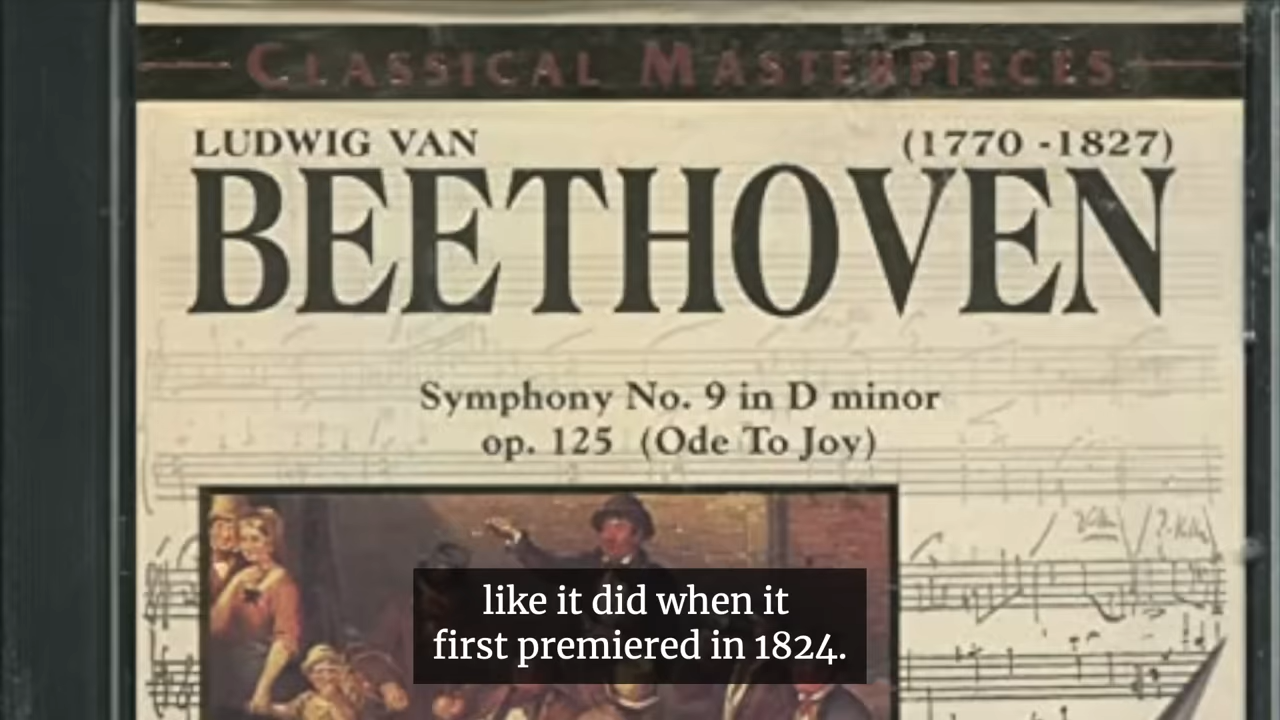 CLASSICAL MASTERPIECES
LUDWIG VAN
(1770 -1827)
BEETHOVEN
Symphony No. 9 in D minor
op. 125 (Ode To Joy)
like it did when it
first premiered in 1824.